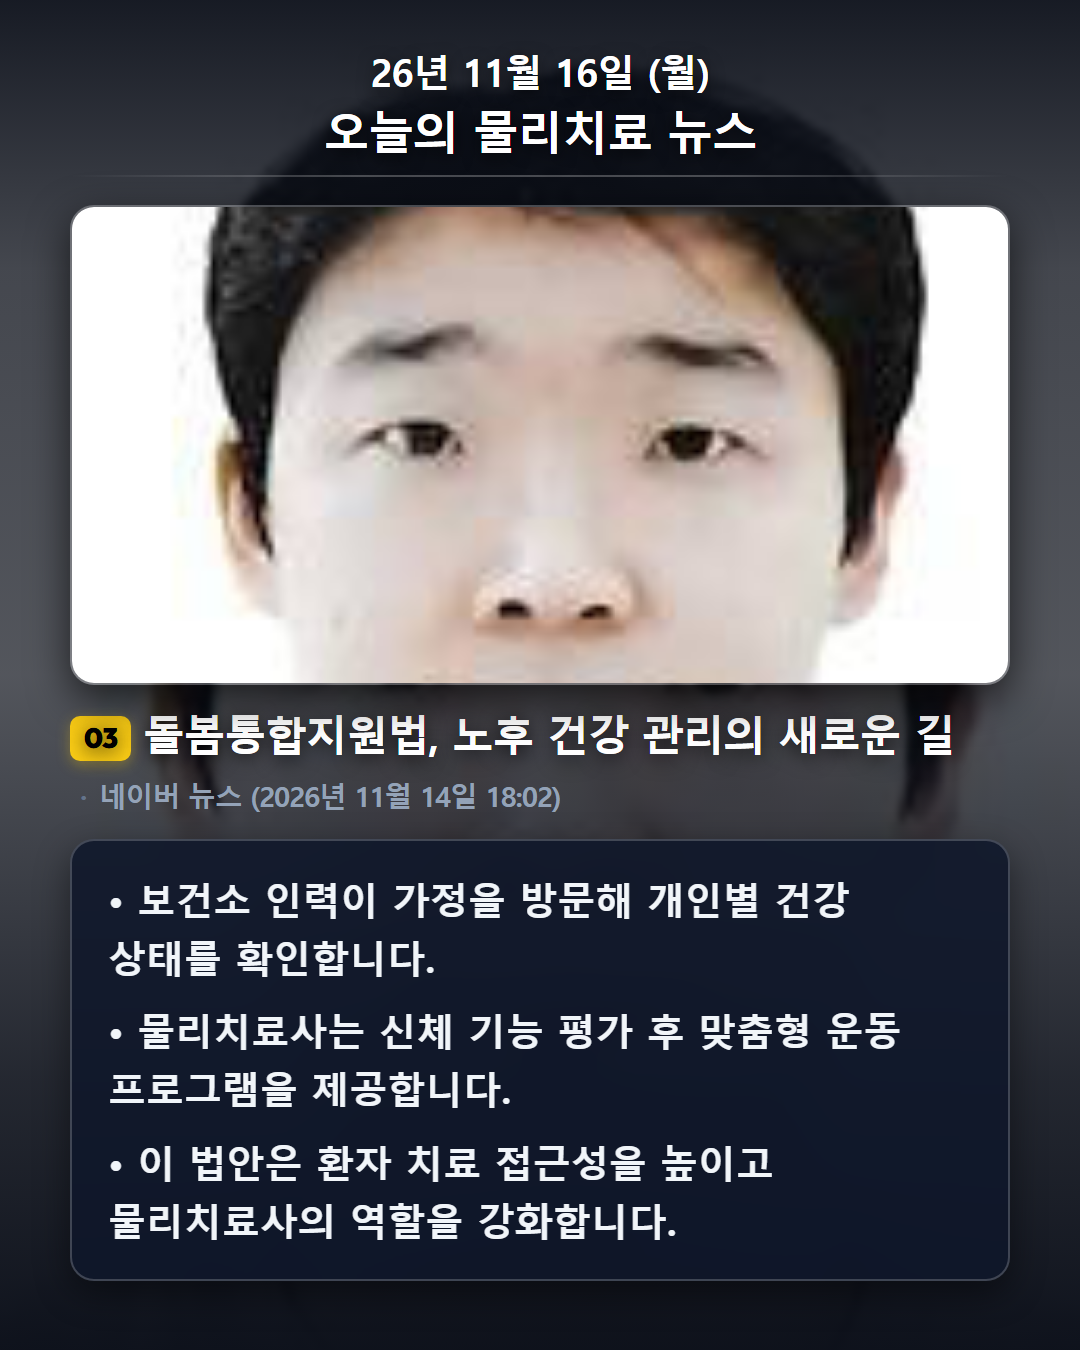 26년 11월 16일 (월)
오늘의 물리치료 뉴스
03 돌봄통합지원법, 노후 건강 관리의 새로운 길
· 네이버 뉴스 (2026년 11월 14일 18:02)
• 보건소 인력이 가정을 방문해 개인별 건강
상태를 확인합니다.
• 물리치료사는 신체 기능 평가 후 맞춤형 운동
프로그램을 제공합니다.
• 이 법안은 환자 치료 접근성을 높이고
물리치료사의 역할을 강화합니다.